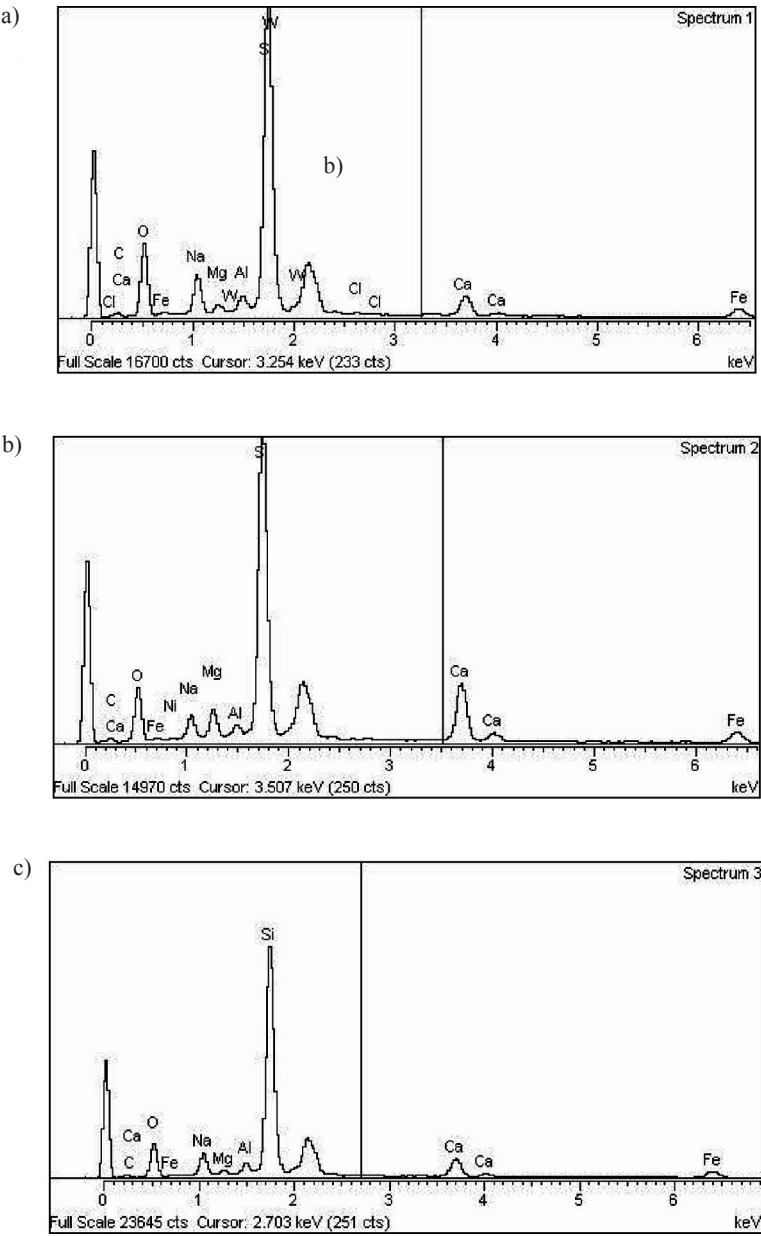 a)
Spectrum 1
W
S
b)
O
C
Na
Ca
Mg Al
W
Cl
Fe
W
Cl
Cl
Ca
Ca
Fe
0 1 2 3 4 5 6
Full Scale 16700 cts Cursor: 3.254 keV (233 cts) keV
b)
Spectrum 2
S
O
Mg
C
Na
Ni
Ca
Fe
Al
Ca
Ca
Fe
0 1 2 3 4 5 6
Full Scale 14970 cts Cursor: 3.507 keV (250 cts) keV
c)
Spectrum 3
Si
O
Ca
Na
Al
C
Fe
Mg
Ca
Ca
Fe
0 1 2 3 4 5 6
Full Scale 23645 cts Cursor: 2.703 keV (251 cts) keV